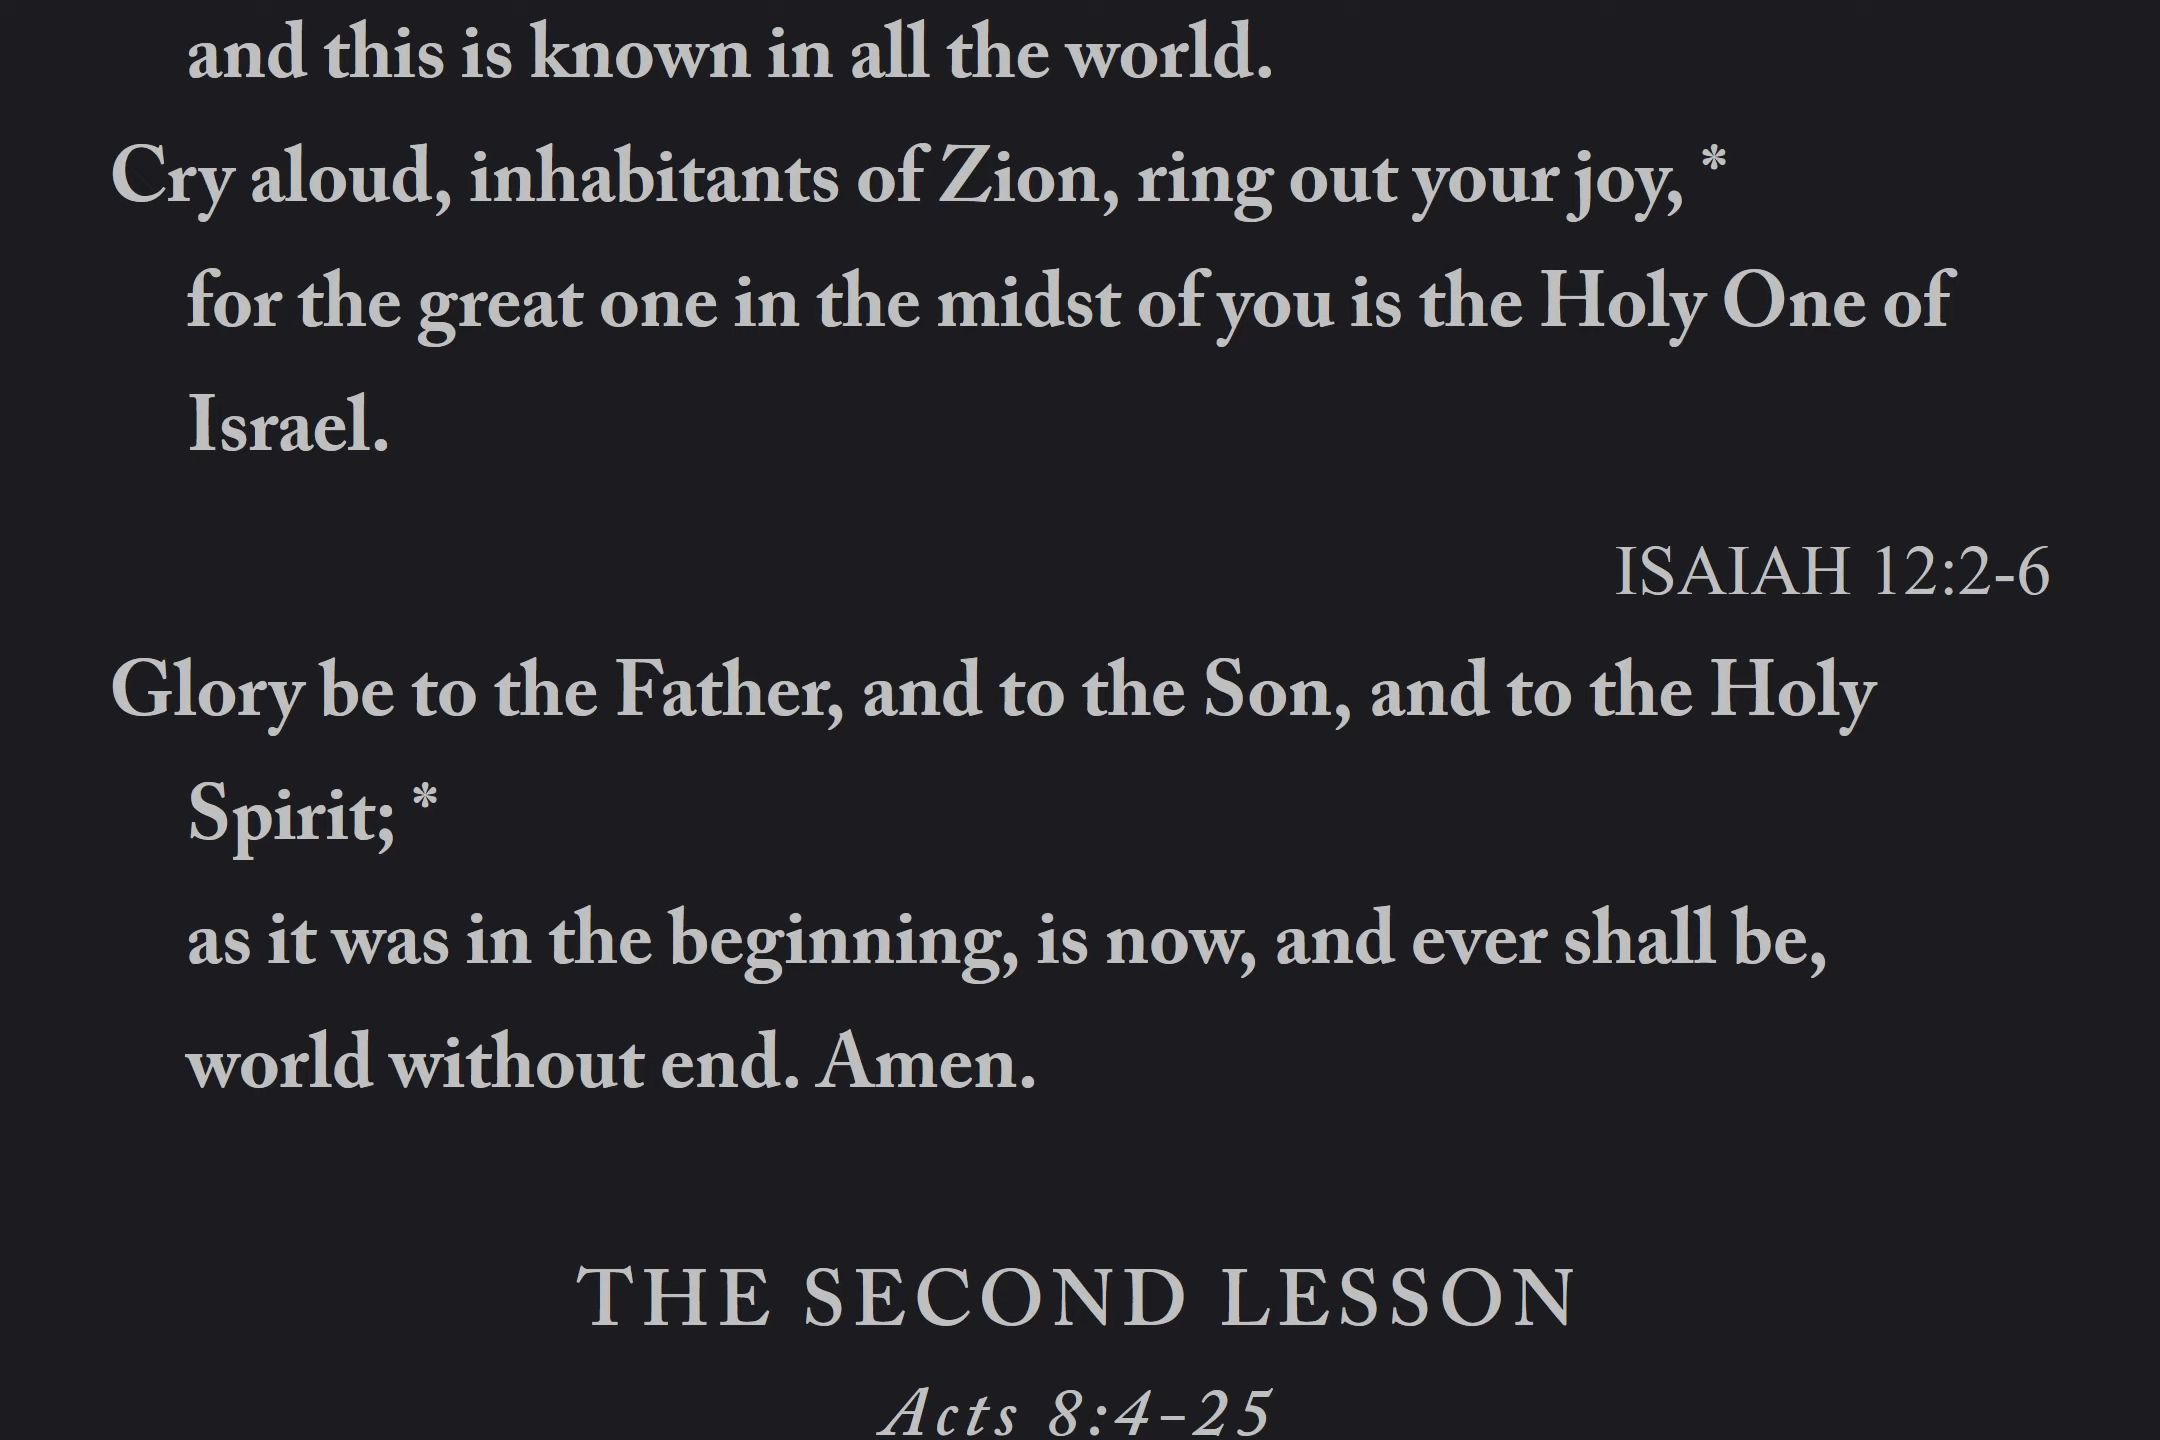 and this is known in all the world.
Cry aloud, inhabitants of Zion, ring out your joy, *
for the great one in the midst of you is the Holy One of
Israel.
ISAIAH 12:2-6
Glory be to the Father, and to the Son, and to the Holy
Spirit; *
as it was in the beginning, is now, and ever shall be,
world without end. Amen.
THE SECOND LESSON
Acts 8:4–25